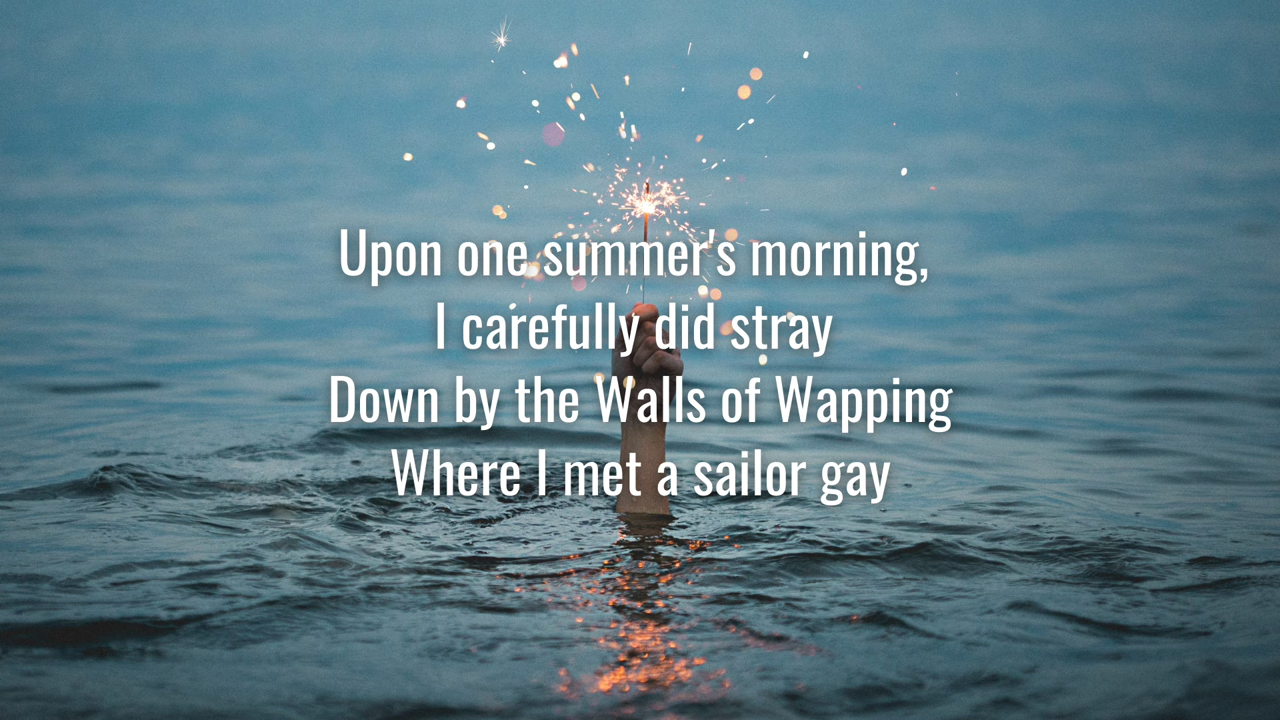 Upon one summer's morning,
I carefully did stray
Down by the Walls of Wapping
Where I met a sailor gay